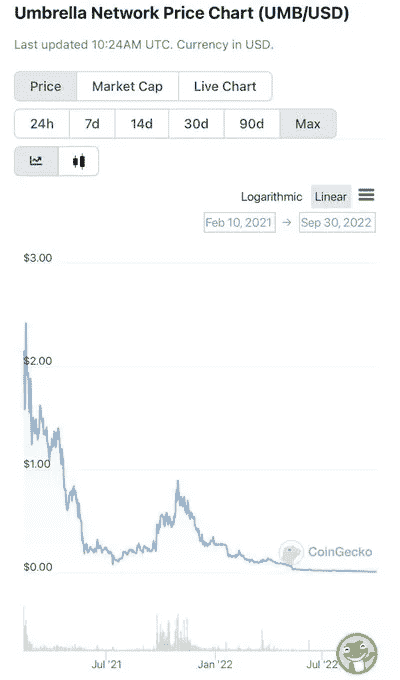 Umbrella Network Price Chart (UMB/USD)
Last updated 10:24AM UTC. Currency in USD.
Price Market Cap Live Chart
24h 7d 14d 30d 90d Max
Logarithmic Linear
Feb 10, 2021 → Sep 30, 2022
$3.00
$2.00
$1.00
$0.00
CoinGecko
Jul '21 Jan '22 Jul '22